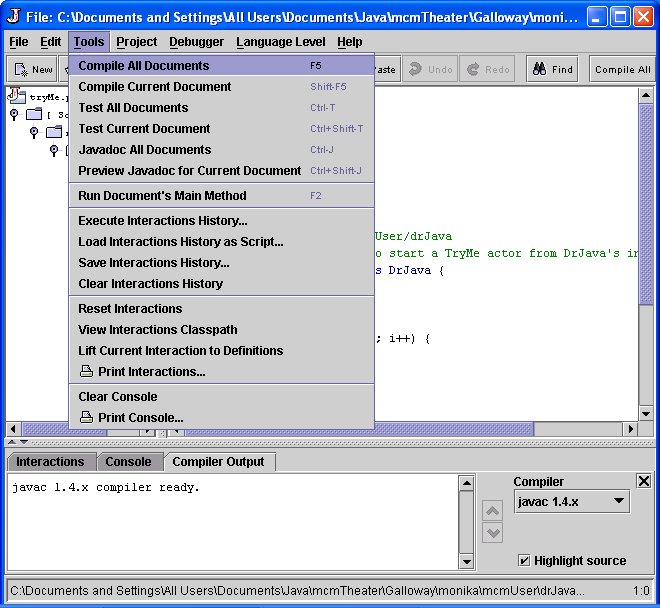 File: C:\Documents and Settings\All Users\Documents\Java\mcmTheater\Galloway\moni...
File Edit Tools Project Debugger Language Level Help
New Undo Redo Find Compile All
Compile All Documents F5
Compile Current Document Shift-F5
Test All Documents Ctrl-T
Test Current Document Ctrl+Shift-T
Javadoc All Documents Ctrl-J
Preview Javadoc for Current Document Ctrl+Shift-J
Run Document's Main Method F2
Execute Interactions History...
Load Interactions History as Script...
Save Interactions History...
Clear Interactions History
Reset Interactions
View Interactions Classpath
Lift Current Interaction to Definitions
Print Interactions...
Clear Console
Print Console...
User/drJava
o start a TryMe actor from DrJava's in
s DrJava {
; i++) {
Interactions Console Compiler Output
javac 1.4.x compiler ready.
Compiler
javac 1.4.x
Highlight source
C:\Documents and Settings\All Users\Documents\Java\mcmTheater\Galloway\monika\mcmUser\drJava... 1:0